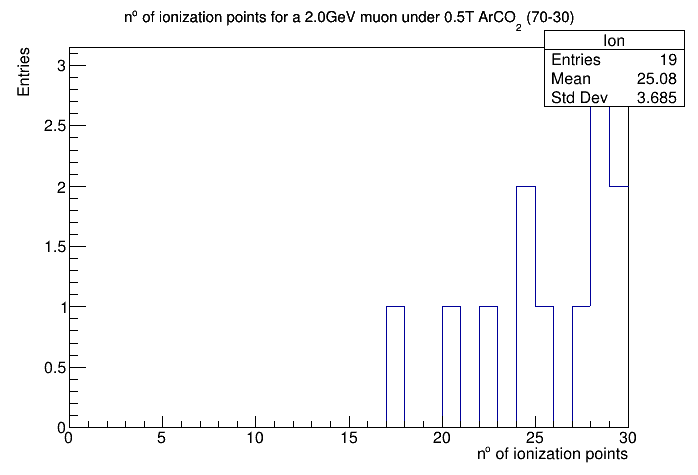 nº of ionization points for a 2.0GeV muon under 0.5T ArCO2 (70-30)
Ion
Entries 19
Mean 25.08
Std Dev 3.685
Entries
3
2.5
2
1.5
1
0.5
0
0 5 10 15 20 25 30
nº of ionization points